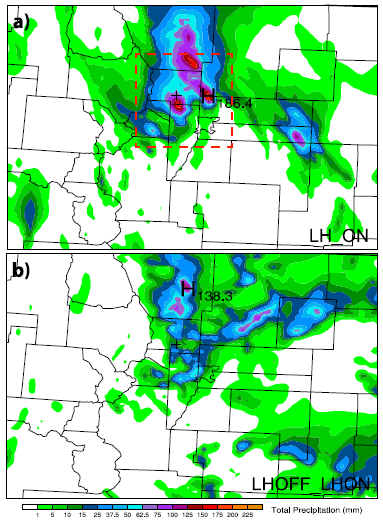 a)
H 186.4
LH_ON
b)
H 138.3
LHOFF_LHON
1 5 10 15 25 37.5 50 62.5 75 100 125 150 175 200 225 Total Precipitation (mm)